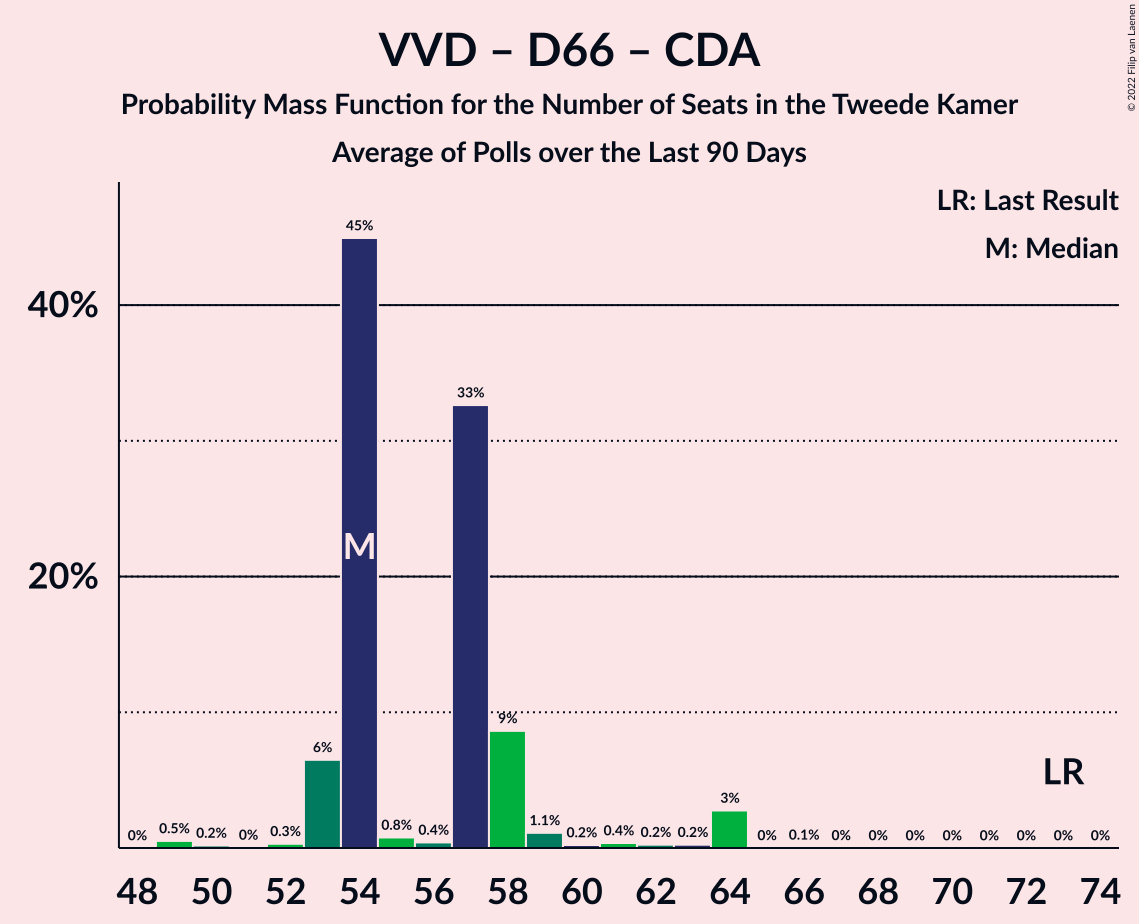 VVD – D66 – CDA
Probability Mass Function for the Number of Seats in the Tweede Kamer
Average of Polls over the Last 90 Days
© 2022 Filip van Laenen
LR: Last Result
M: Median
40%
20%
0% 0.5% 0.2% 0% 0.3% 6% 45% 0.8% 0.4% 33% 9% 1.1% 0.2% 0.4% 0.2% 0.2% 3% 0% 0.1% 0% 0% 0% 0% 0% 0% 0% 0%
M
LR
48 50 52 54 56 58 60 62 64 66 68 70 72 74